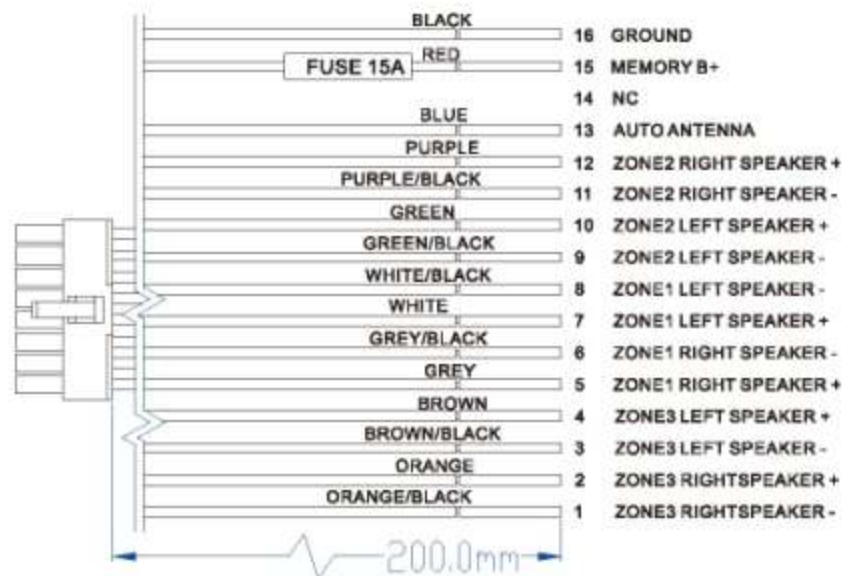 BLACK
16 GROUND
RED
FUSE 15A
15 MEMORY B+
14 NC
BLUE
13 AUTO ANTENNA
PURPLE
12 ZONE2 RIGHT SPEAKER +
PURPLE/BLACK
11 ZONE2 RIGHT SPEAKER -
GREEN
10 ZONE2 LEFT SPEAKER +
GREEN/BLACK
9 ZONE2 LEFT SPEAKER -
WHITE/BLACK
8 ZONE1 LEFT SPEAKER -
WHITE
7 ZONE1 LEFT SPEAKER +
GREY/BLACK
6 ZONE1 RIGHT SPEAKER -
GREY
5 ZONE1 RIGHT SPEAKER +
BROWN
4 ZONE3 LEFT SPEAKER +
BROWN/BLACK
3 ZONE3 LEFT SPEAKER -
ORANGE
2 ZONE3 RIGHTSPEAKER +
ORANGE/BLACK
1 ZONE3 RIGHTSPEAKER -
200.0mm